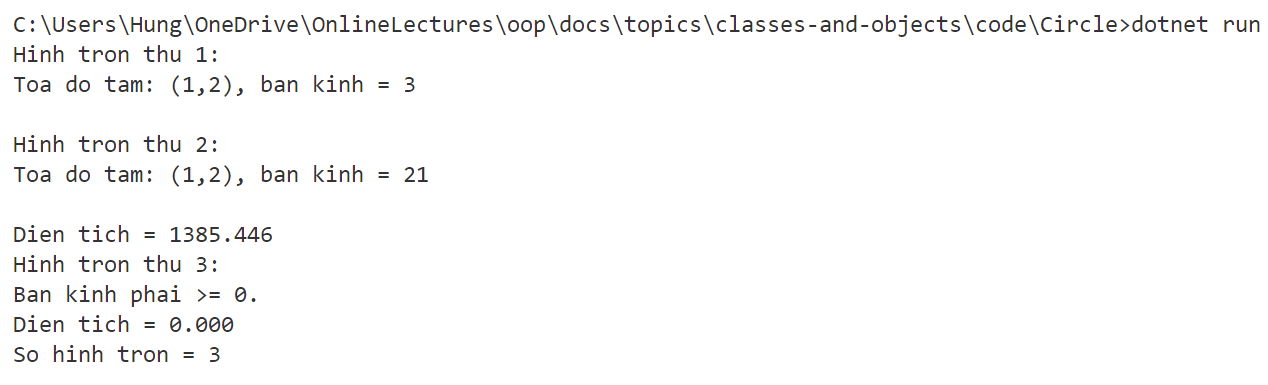 C:\Users\Hung\OneDrive\OnlineLectures\oop\docs\topics\classes-and-objects\code\Circle>dotnet run
Hinh tron thu 1:
Toa do tam: (1,2), ban kinh = 3
Hinh tron thu 2:
Toa do tam: (1,2), ban kinh = 21
Dien tich = 1385.446
Hinh tron thu 3:
Ban kinh phai >= 0.
Dien tich = 0.000
So hinh tron = 3